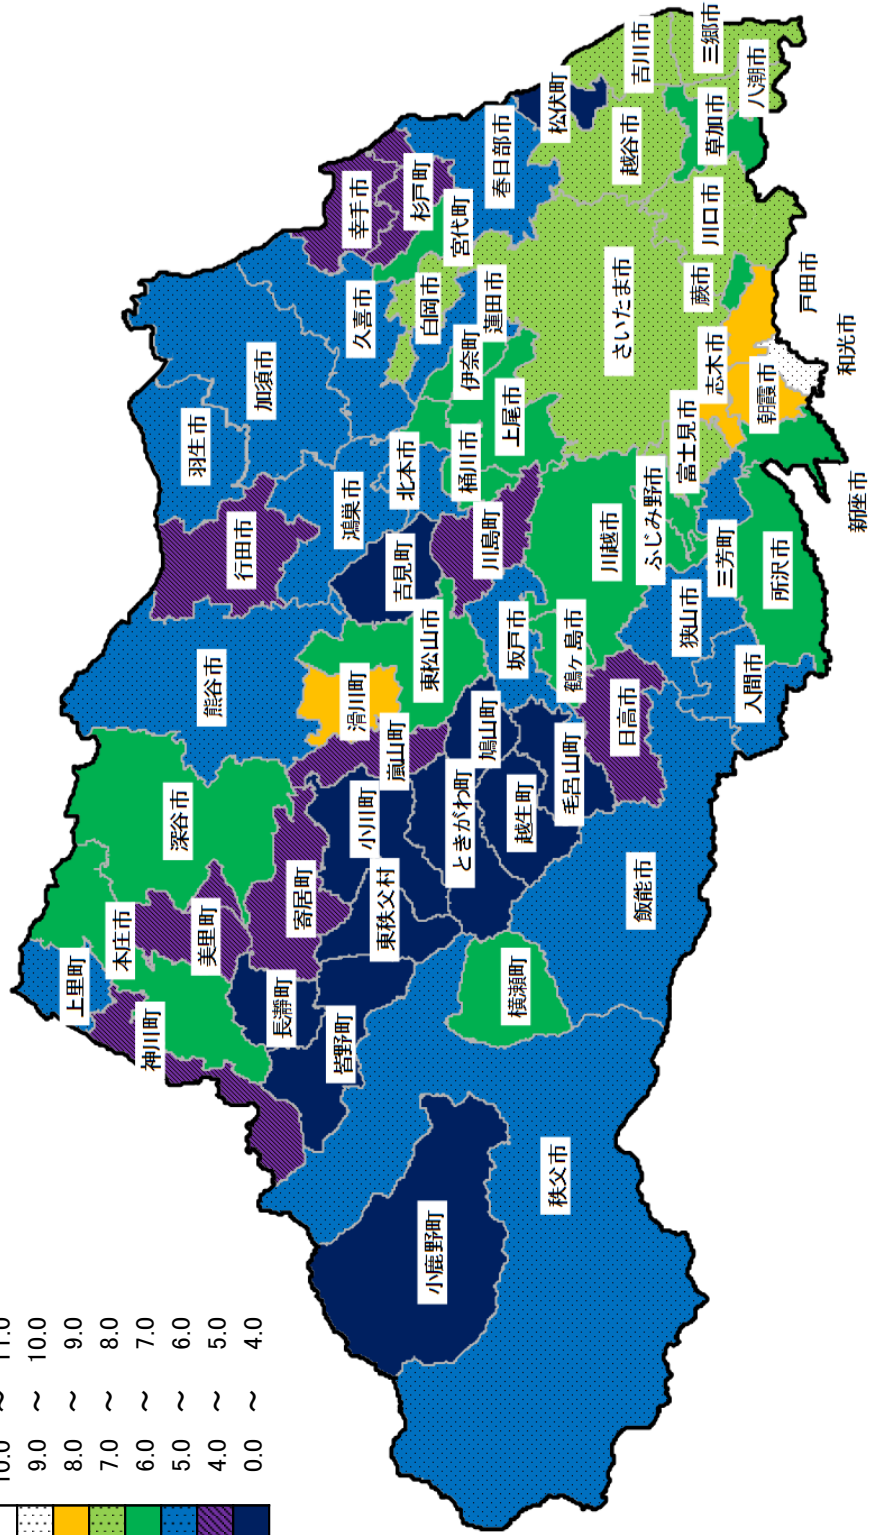 10.0 ～ 11.0
9.0 ～ 10.0
8.0 ～ 9.0
7.0 ～ 8.0
6.0 ～ 7.0
5.0 ～ 6.0
4.0 ～ 5.0
0.0 ～ 4.0
上里町
本庄市
神川町
深谷市
美里町
羽生市
熊谷市
行田市
加須市
長瀞町
寄居町
皆野町
滑川町
鴻巣市
久喜市
幸手市
小川町
東秩父村
嵐山町
吉見町
北本市
杉戸町
小鹿野町
東松山市
白岡市
ときがわ町
桶川市
伊奈町
宮代町
鳩山町
川島町
蓮田市
春日部市
横瀬町
越生町
坂戸市
上尾市
秩父市
毛呂山町
鶴ヶ島市
松伏町
川越市
さいたま市
日高市
越谷市
飯能市
ふじみ野市
吉川市
狭山市
富士見市
蕨市
三芳町
志木市
川口市
草加市
三郷市
入間市
所沢市
朝霞市
八潮市
戸田市
和光市
新座市